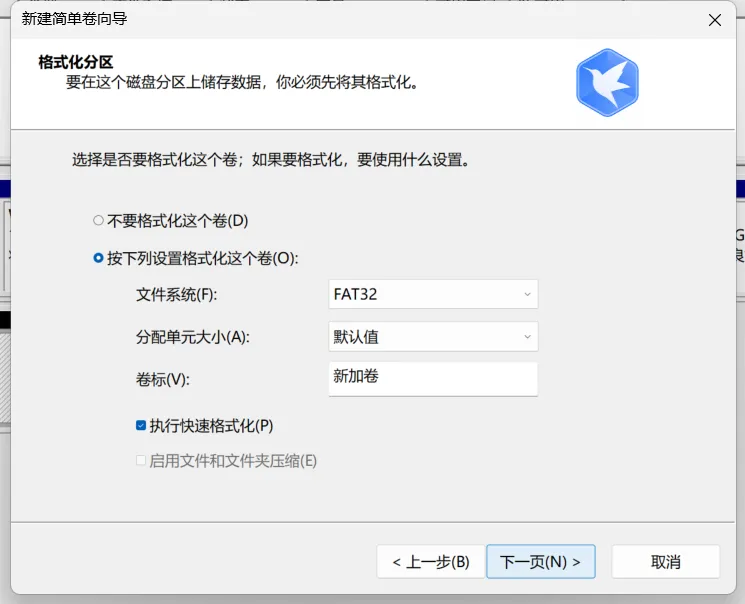 新建简单卷向导
格式化分区
要在这个磁盘分区上储存数据，你必须先将其格式化。
选择是否要格式化这个卷；如果要格式化，要使用什么设置。
不要格式化这个卷(D)
按下列设置格式化这个卷(O):
文件系统(F): FAT32
分配单元大小(A): 默认值
卷标(V): 新加卷
执行快速格式化(P)
启用文件和文件夹压缩(E)
< 上一步(B) 下一页(N) > 取消